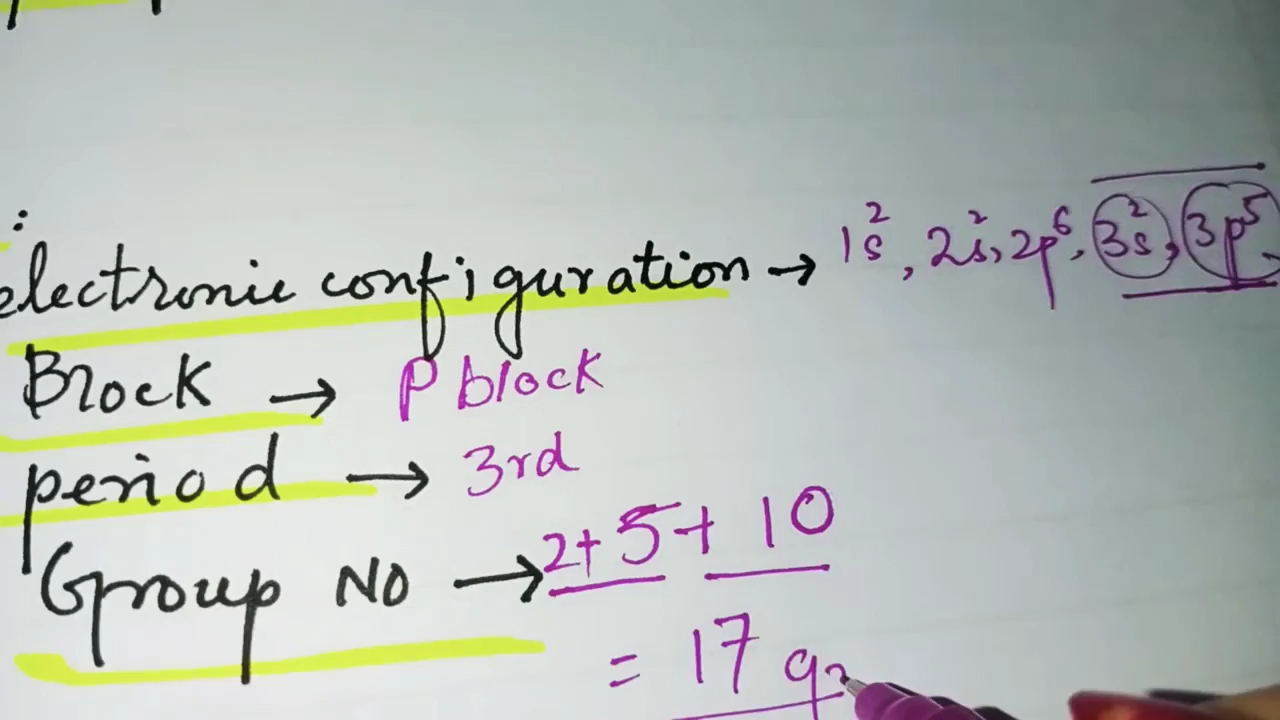 electronic configuration → 1s², 2s², 2p⁶, 3s², 3p⁵
Block → P block
period → 3rd
Group No → 2+5+10
= 17